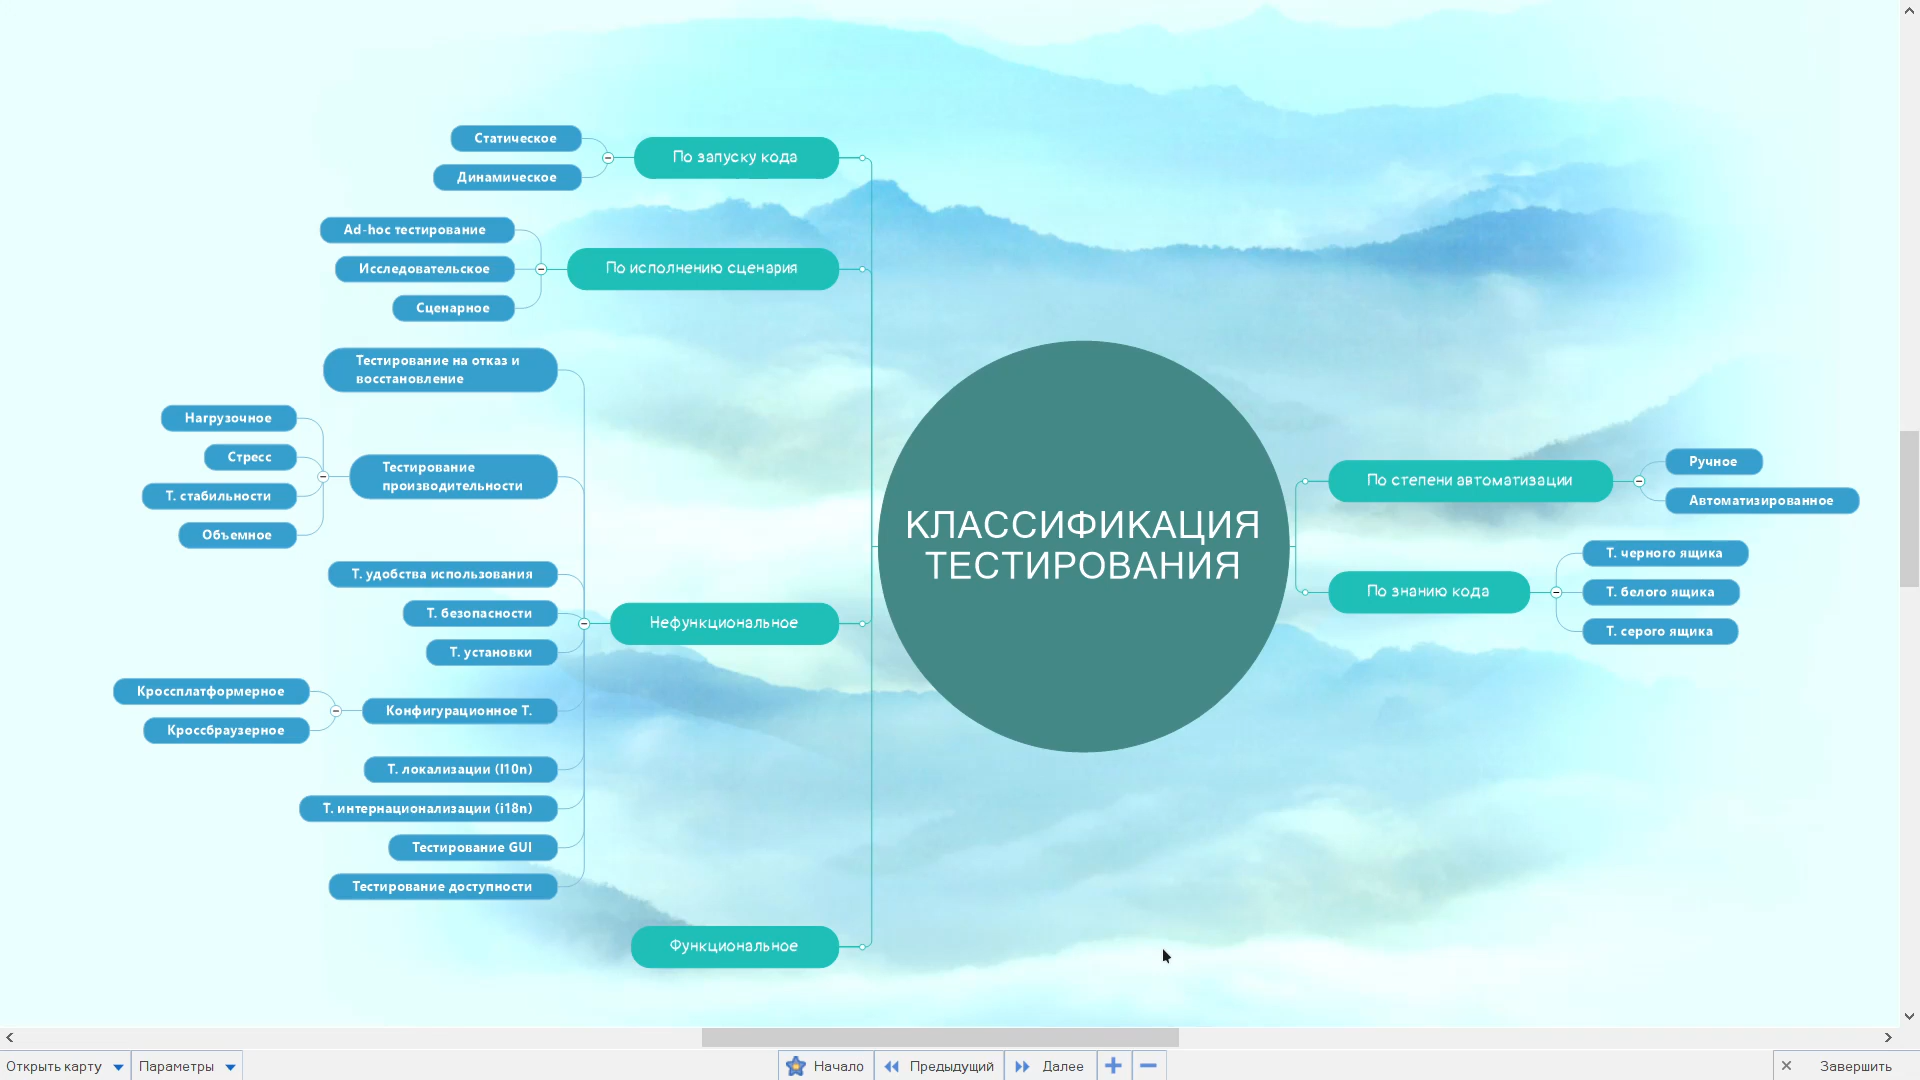 Статическое
Динамическое
По запуску кода
Ad-hoc тестирование
Исследовательское
Сценарное
По исполнению сценария
Тестирование на отказ и
восстановление
Нагрузочное
Стресс
Т. стабильности
Объемное
Тестирование
производительности
Т. удобства использования
Т. безопасности
Т. установки
Нефункциональное
Кроссплатформерное
Кроссбраузерное
Конфигурационное Т.
Т. локализации (l10n)
Т. интернационализации (i18n)
Тестирование GUI
Тестирование доступности
Функциональное
КЛАССИФИКАЦИЯ
ТЕСТИРОВАНИЯ
По степени автоматизации
Ручное
Автоматизированное
По знанию кода
Т. черного ящика
Т. белого ящика
Т. серого ящика
Открыть карту
Параметры
Начало
Предыдущий
Далее
Завершить